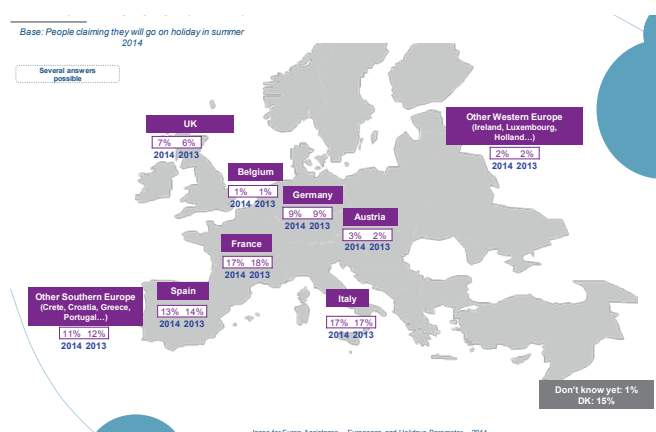 Base: People claiming they will go on holiday in summer
2014
Several answers
possible
UK
7% 6%
2014 2013
Other Western Europe
(Ireland, Luxembourg,
Holland...)
2% 2%
2014 2013
Belgium
1% 1%
2014 2013
Germany
9% 9%
2014 2013
Austria
3% 2%
2014 2013
France
17% 18%
2014 2013
Spain
13% 14%
2014 2013
Other Southern Europe
(Crete, Croatia, Greece,
Portugal...)
11% 12%
2014 2013
Italy
17% 17%
2014 2013
Don't know yet: 1%
DK: 15%